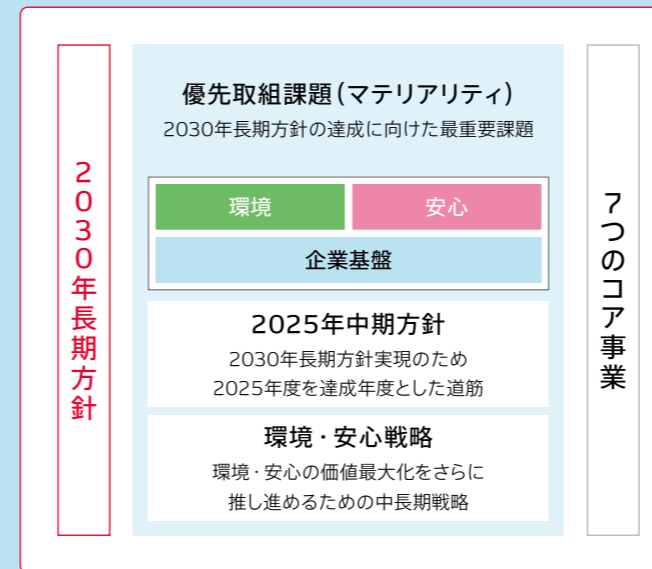 2030年長期方針
優先取組課題(マテリアリティ)
2030年長期方針の達成に向けた最重要課題
環境
安心
企業基盤
2025年中期方針
2030年長期方針実現のため
2025年度を達成年度とした道筋
環境・安心戦略
環境・安心の価値最大化をさらに
推し進めるための中長期戦略
7つのコア事業